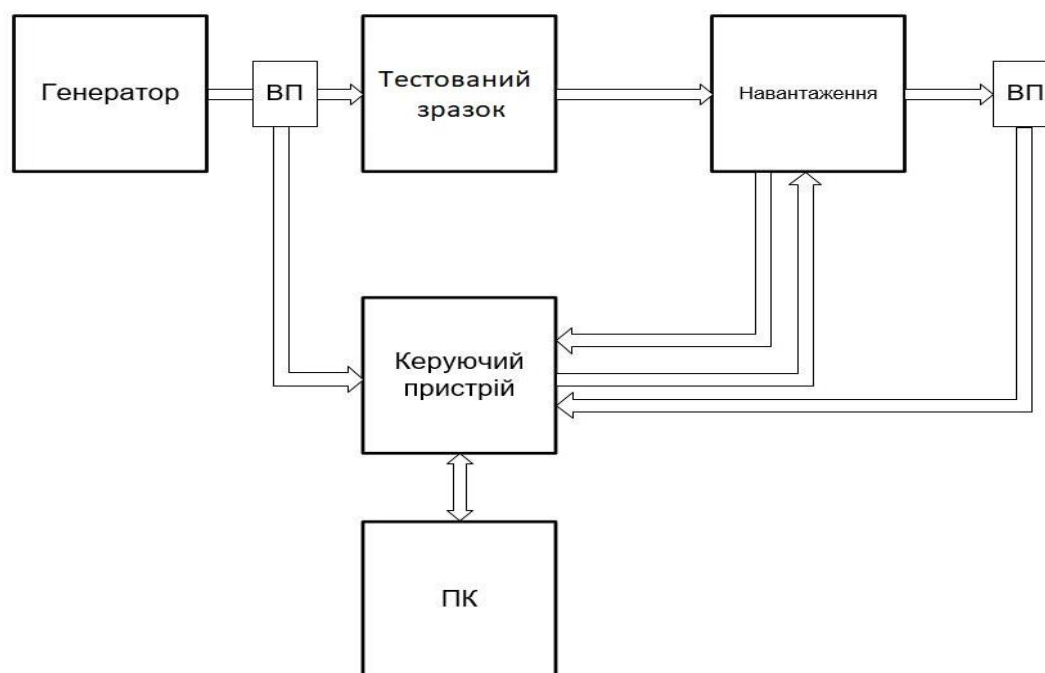 Генератор
ВП
Тестований
зразок
Навантаження
ВП
Керуючий
пристрій
ПК